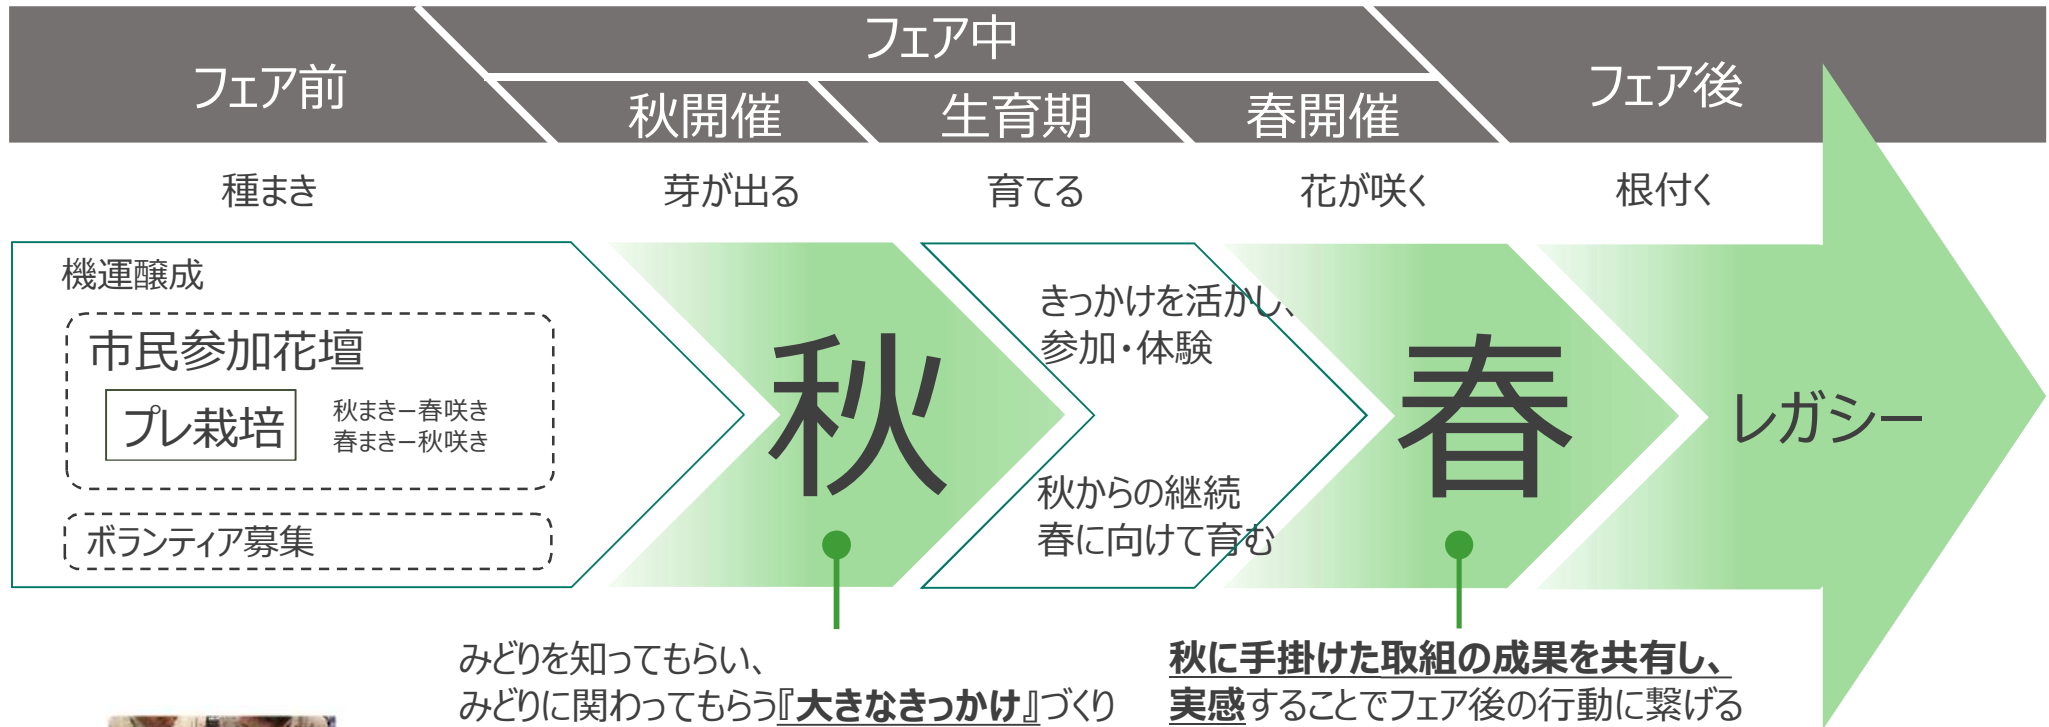 フェア前
フェア中
フェア後
秋開催
生育期
春開催
種まき
芽が出る
育てる
花が咲く
根付く
機運醸成
市民参加花壇
プレ栽培
秋まきー春咲き
春まきー秋咲き
ボランティア募集
秋
きっかけを活かし、
参加・体験
秋からの継続
春に向けて育む
春
レガシー
みどりを知ってもらい、
みどりに関わってもらう『大きなきっかけ』づくり
秋に手掛けた取組の成果を共有し、
実感することでフェア後の行動に繋げる